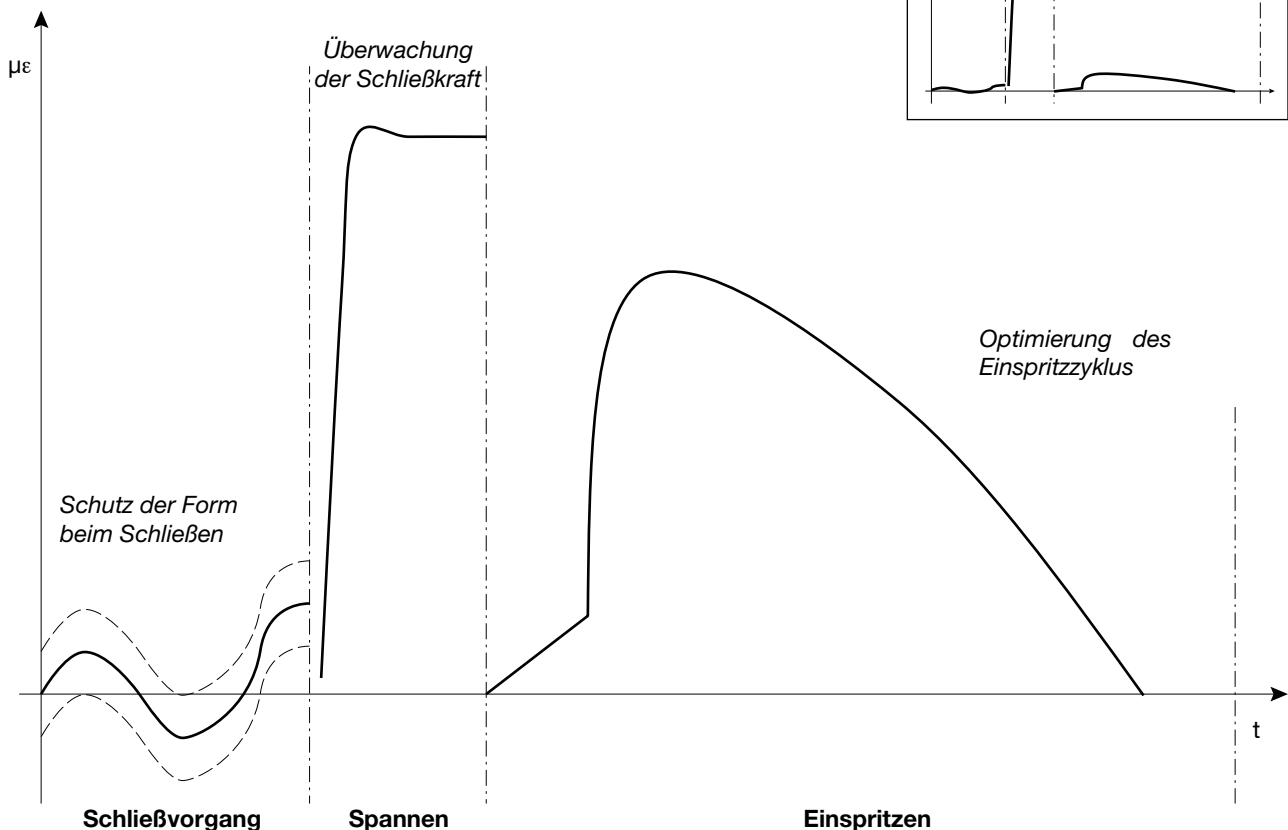 με
Überwachung
der Schließkraft
Optimierung des
Einspritzzyklus
Schutz der Form
beim Schließen
t
Schließvorgang
Spannen
Einspritzen